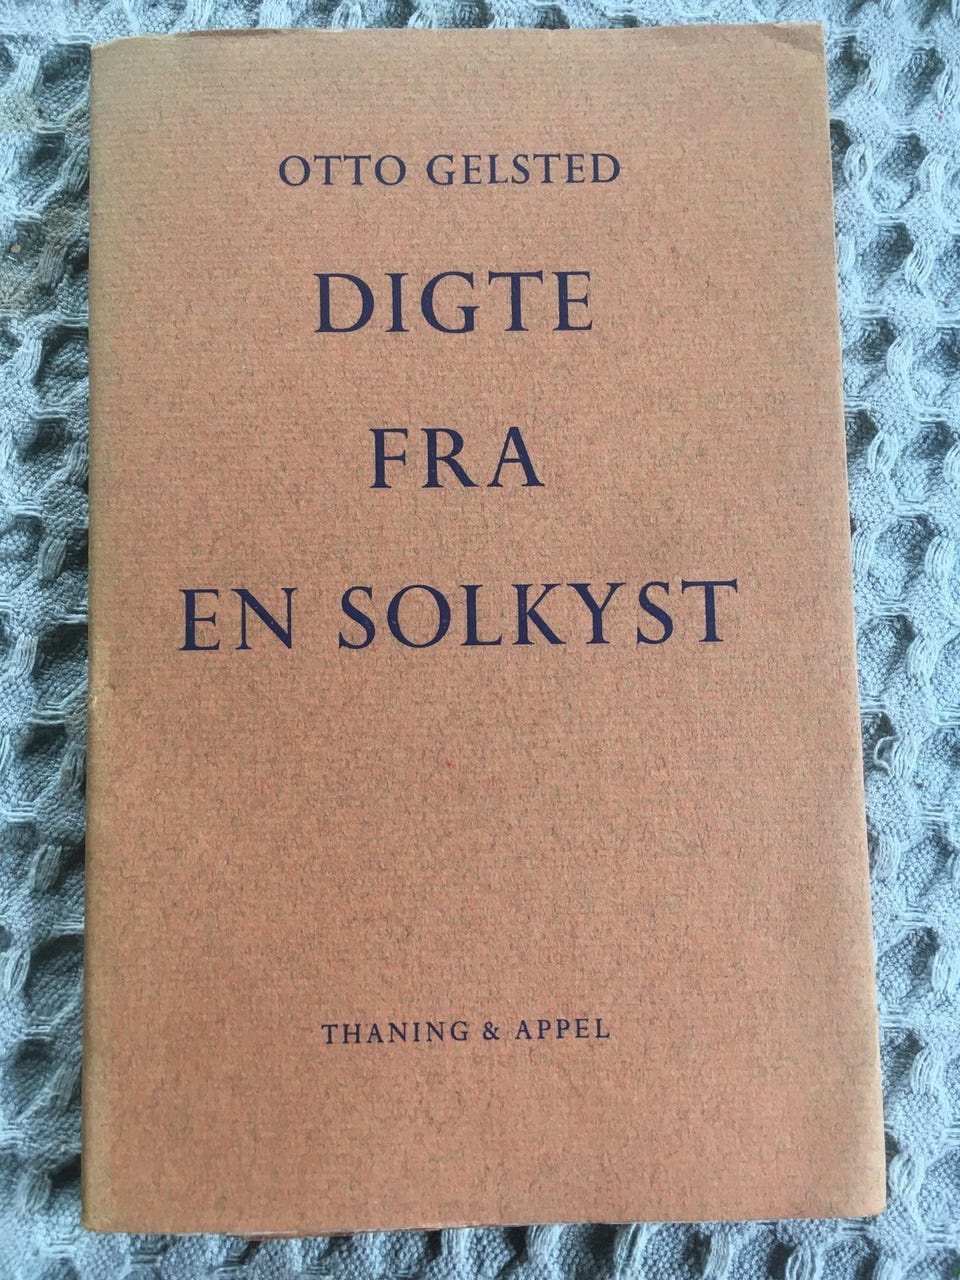 OTTO GELSTED
DIGTE
FRA
EN SOLKYST
THANING & APPEL